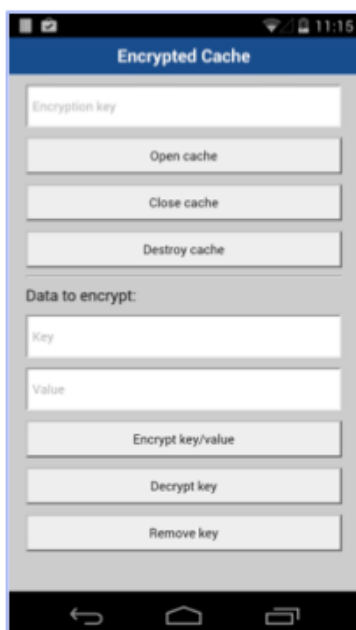 11:15
Encrypted Cache
Encryption key
Open cache
Close cache
Destroy cache
Data to encrypt:
Key
Value
Encrypt key/value
Decrypt key
Remove key